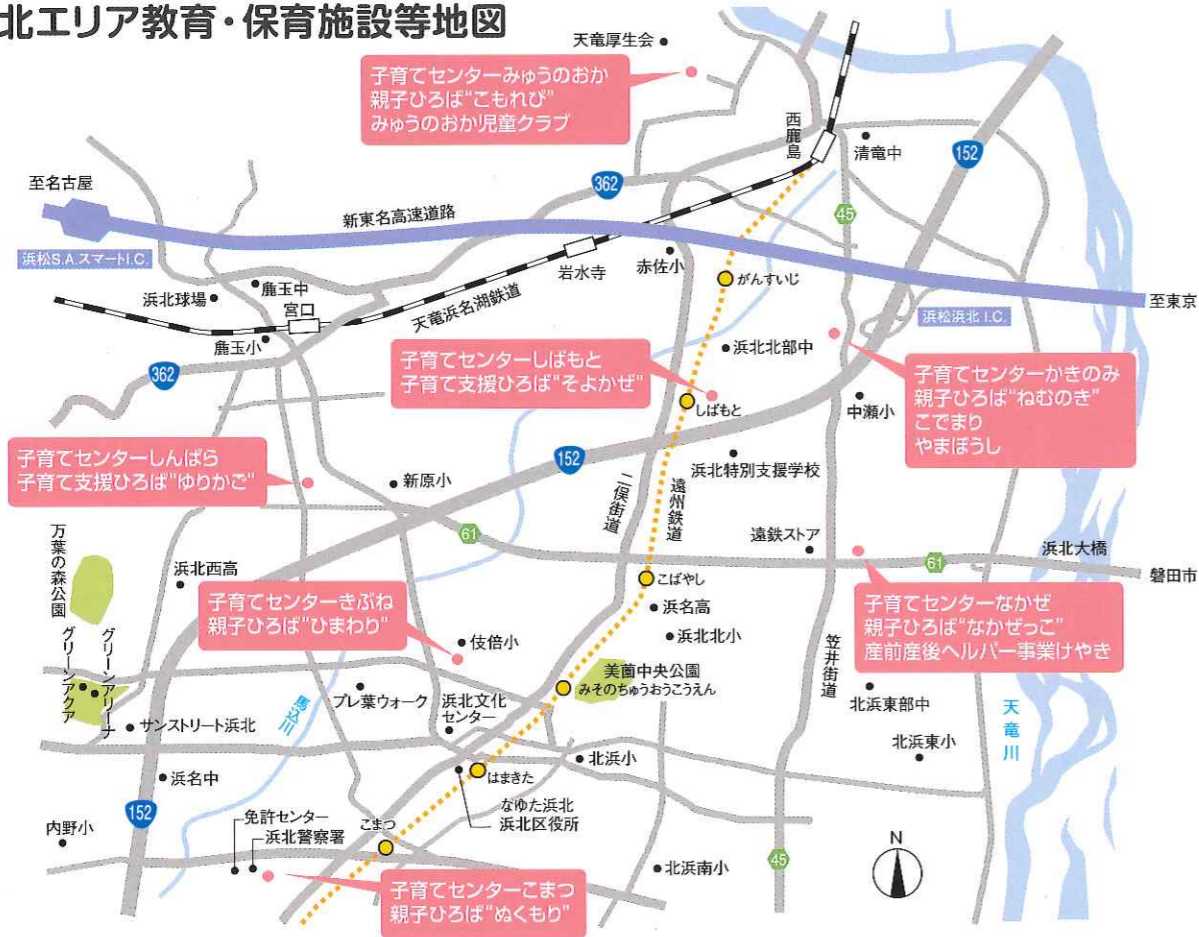 北エリア教育・保育施設等地図
天竜厚生会
子育てセンターみゅうのおか
親子ひろば“こもれび”
みゅうのおか児童クラブ
西鹿島
清竜中
152
362
至名古屋
新東名高速道路
45
浜松S.A.スマートI.C.
岩水寺
赤佐小
がんすいじ
浜北球場
麁玉中
宮口
天竜浜名湖鉄道
至東京
浜松浜北 I.C.
麁玉小
362
子育てセンターしばもと
子育て支援ひろば“そよかぜ”
浜北北部中
しばもと
子育てセンターかきのみ
親子ひろば“ねむのき”
こでまり
やまぼうし
中瀬小
子育てセンターしんぱら
子育て支援ひろば“ゆりかご”
新原小
152
浜北特別支援学校
二俣街道
遠州鉄道
万葉の森公園
61
遠鉄ストア
61
浜北大橋
磐田市
浜北西高
こばやし
子育てセンターきぶね
親子ひろば“ひまわり”
伎倍小
浜名高
浜北北小
子育てセンターなかぜ
親子ひろば“なかぜっこ”
産前産後ヘルパー事業けやき
笠井街道
グリーンアクア
グリーンアリーナ
美薗中央公園
みそのちゅうおうこうえん
プレ葉ウォーク
浜北文化
センター
北浜東部中
天竜川
サンストリート浜北
馬込川
北浜小
北浜東小
浜名中
はまきた
なゆた浜北
浜北区役所
152
内野小
免許センター
浜北警察署
こまつ
45
北浜南小
N
子育てセンターこまつ
親子ひろば“ぬくもり”